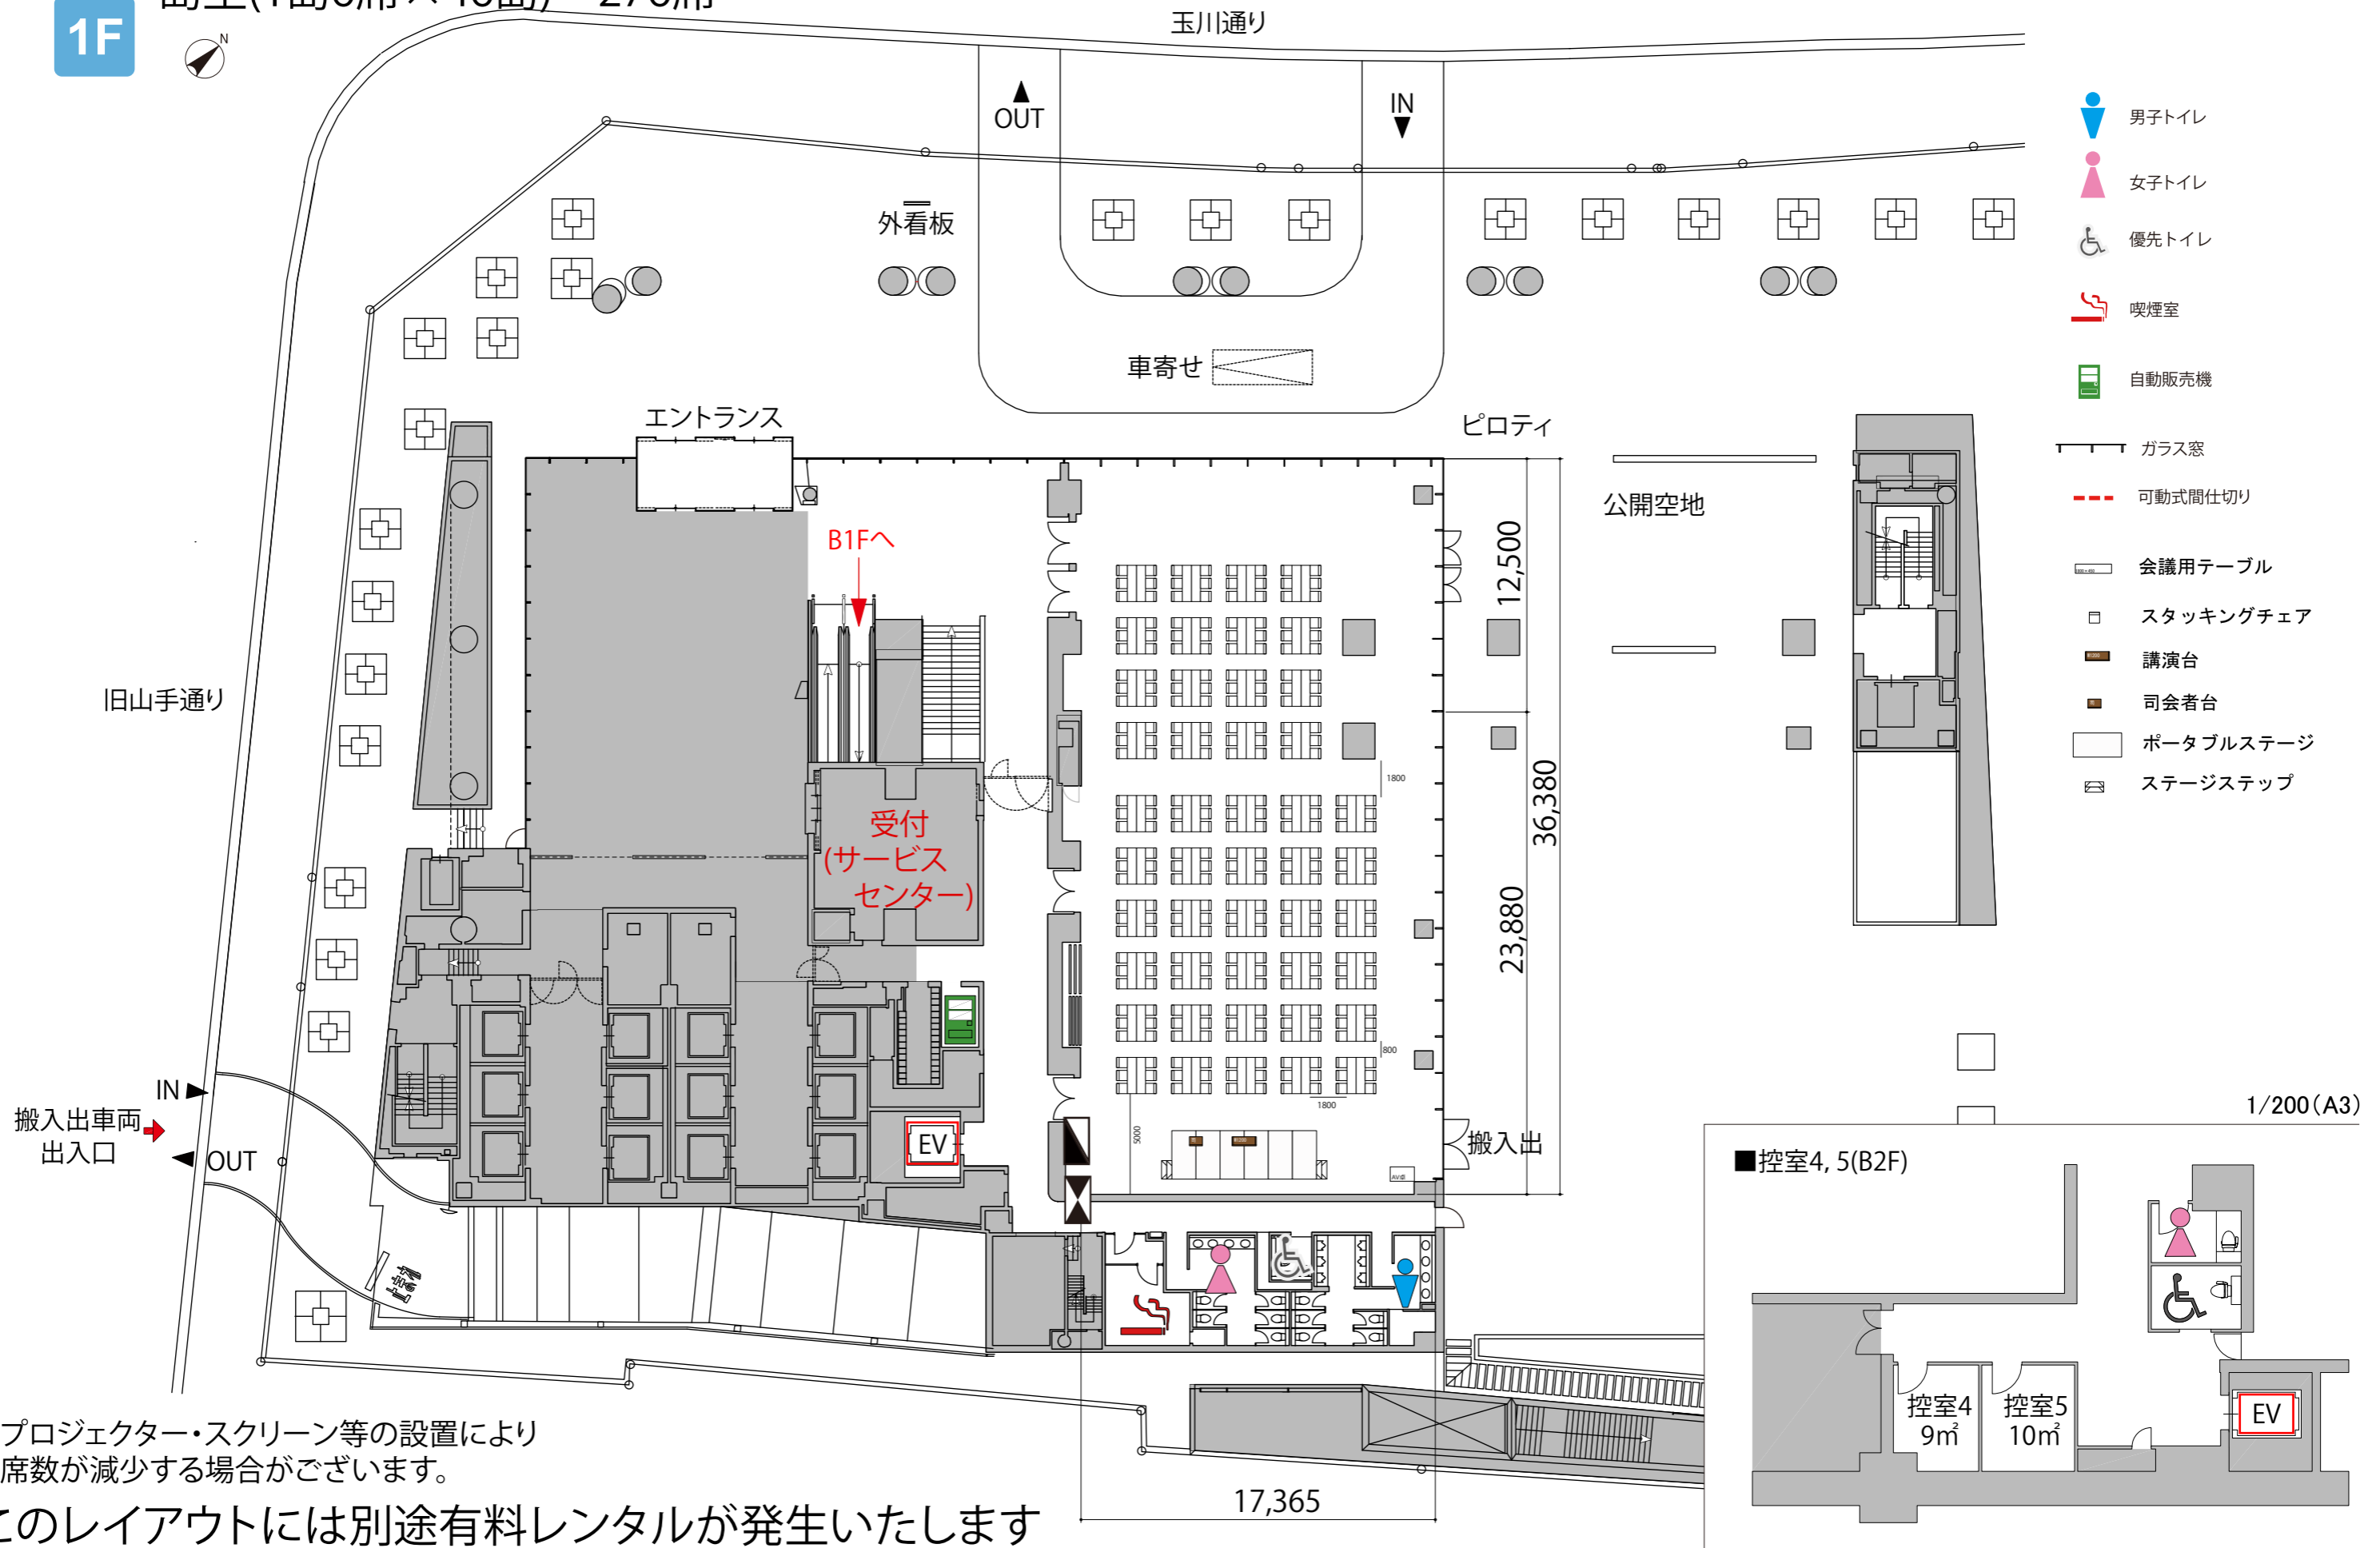 1F
N
玉川通り
OUT
IN
外看板
車寄せ
エントランス
ピロティ
公開空地
B1Fへ
旧山手通り
受付
(サービス
センター)
12,500
36,380
23,880
1800
800
1800
5000
EV
搬入出
AV卓
IN
搬入出車両
出入口
OUT
男子トイレ
女子トイレ
優先トイレ
喫煙室
自動販売機
ガラス窓
可動式間仕切り
会議用テーブル
スタッキングチェア
講演台
司会者台
ポータブルステージ
ステージステップ
1/200(A3)
■控室4, 5(B2F)
控室4
9㎡
控室5
10㎡
EV
17,365
プロジェクター・スクリーン等の設置により
席数が減少する場合がございます。
このレイアウトには別途有料レンタルが発生いたします